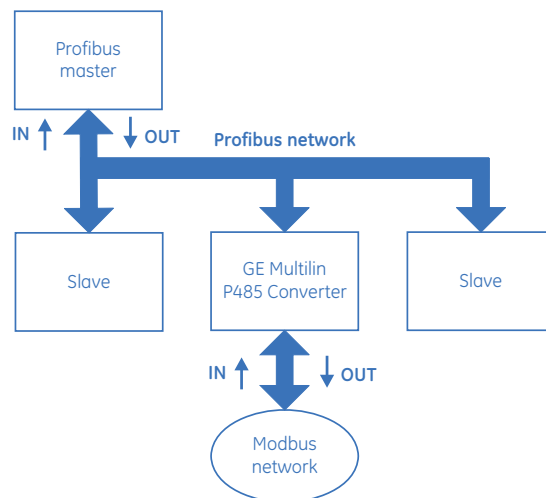 Profibus
master
IN
OUT
Profibus network
Slave
GE Multilin
P485 Converter
Slave
IN
OUT
Modbus
network